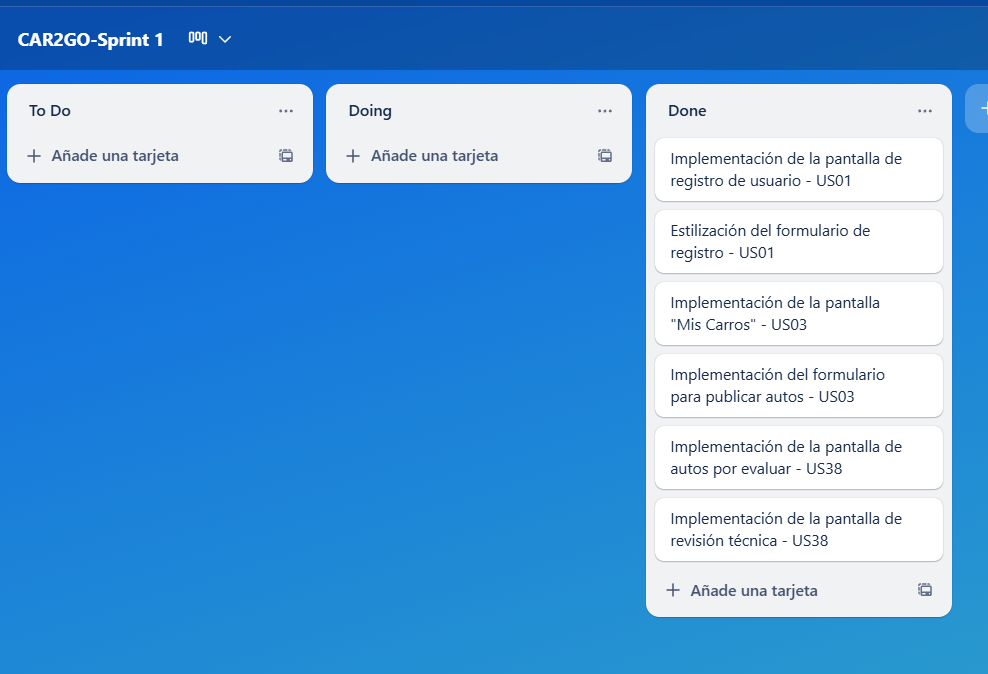 CAR2GO-Sprint 1
To Do
Añade una tarjeta
Doing
Añade una tarjeta
Done
Implementación de la pantalla de
registro de usuario - US01
Estilización del formulario de
registro - US01
Implementación de la pantalla
"Mis Carros" - US03
Implementación del formulario
para publicar autos - US03
Implementación de la pantalla de
autos por evaluar - US38
Implementación de la pantalla de
revisión técnica - US38
Añade una tarjeta